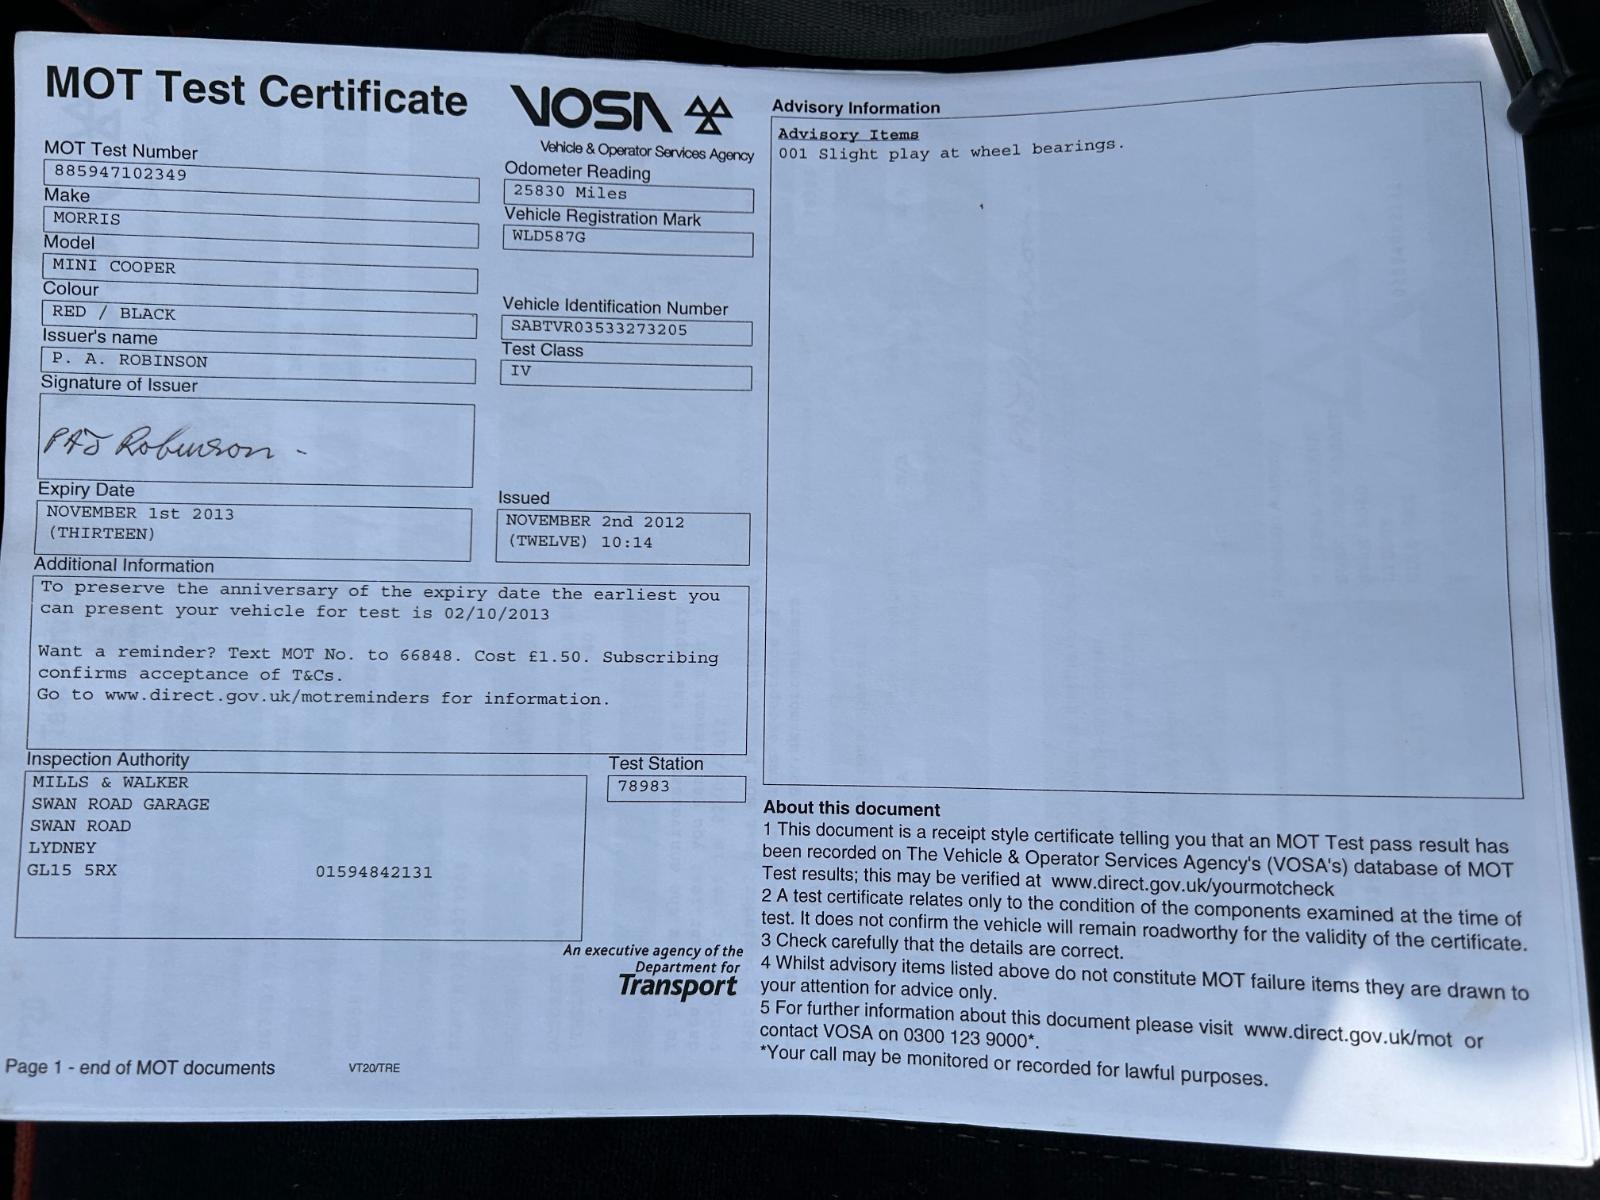 MOT Test Certificate
VOSA
Vehicle & Operator Services Agency
MOT Test Number
885947102349
Make
MORRIS
Model
MINI COOPER
Colour
RED / BLACK
Issuer's name
P. A. ROBINSON
Signature of Issuer
PAJ Robinson -
Odometer Reading
25830 Miles
Vehicle Registration Mark
WLD587G
Vehicle Identification Number
SABTVR03533273205
Test Class
IV
Expiry Date
NOVEMBER 1st 2013
(THIRTEEN)
Issued
NOVEMBER 2nd 2012
(TWELVE) 10:14
Additional Information
To preserve the anniversary of the expiry date the earliest you
can present your vehicle for test is 02/10/2013
Want a reminder? Text MOT No. to 66848. Cost £1.50. Subscribing
confirms acceptance of T&Cs.
Go to www.direct.gov.uk/motreminders for information.
Inspection Authority
MILLS & WALKER
SWAN ROAD GARAGE
SWAN ROAD
LYDNEY
GL15 5RX 01594842131
Test Station
78983
An executive agency of the
Department for
Transport
Page 1 - end of MOT documents
VT20/TRE
Advisory Information
Advisory Items
001 Slight play at wheel bearings.
About this document
1 This document is a receipt style certificate telling you that an MOT Test pass result has
been recorded on The Vehicle & Operator Services Agency's (VOSA's) database of MOT
Test results; this may be verified at www.direct.gov.uk/yourmotcheck
2 A test certificate relates only to the condition of the components examined at the time of
test. It does not confirm the vehicle will remain roadworthy for the validity of the certificate.
3 Check carefully that the details are correct.
4 Whilst advisory items listed above do not constitute MOT failure items they are drawn to
your attention for advice only.
5 For further information about this document please visit www.direct.gov.uk/mot or
contact VOSA on 0300 123 9000*.
*Your call may be monitored or recorded for lawful purposes.